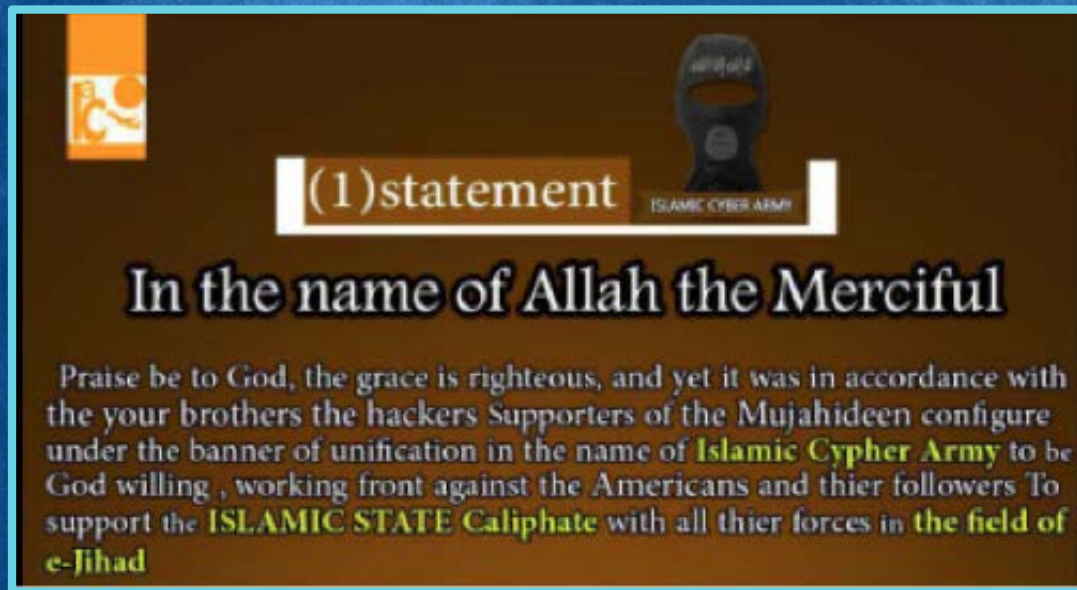 (1)statement
ISLAMIC CYBER ARMY
In the name of Allah the Merciful
Praise be to God, the grace is righteous, and yet it was in accordance with
the your brothers the hackers Supporters of the Mujahideen configure
under the banner of unification in the name of Islamic Cypher Army to be
God willing , working front against the Americans and thier followers To
support the ISLAMIC STATE Caliphate with all thier forces in the field of
e-Jihad